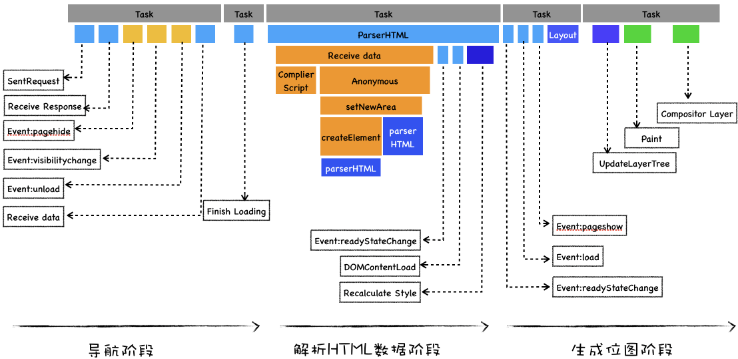 Task Task Task Task Task
ParserHTML
Layout
Receive data
Complier
Script
Anonymous
setNewArea
createElement
parser
HTML
parserHTML
SentRequest
Receive Response
Event:pagehide
Event:visibilitychange
Event:unload
Receive data
Finish Loading
Event:readyStateChange
DOMContentLoad
Recalculate Style
Compositor Layer
Paint
UpdateLayerTree
Event:pageshow
Event:load
Event:readyStateChange
导航阶段
解析HTML数据阶段
生成位图阶段